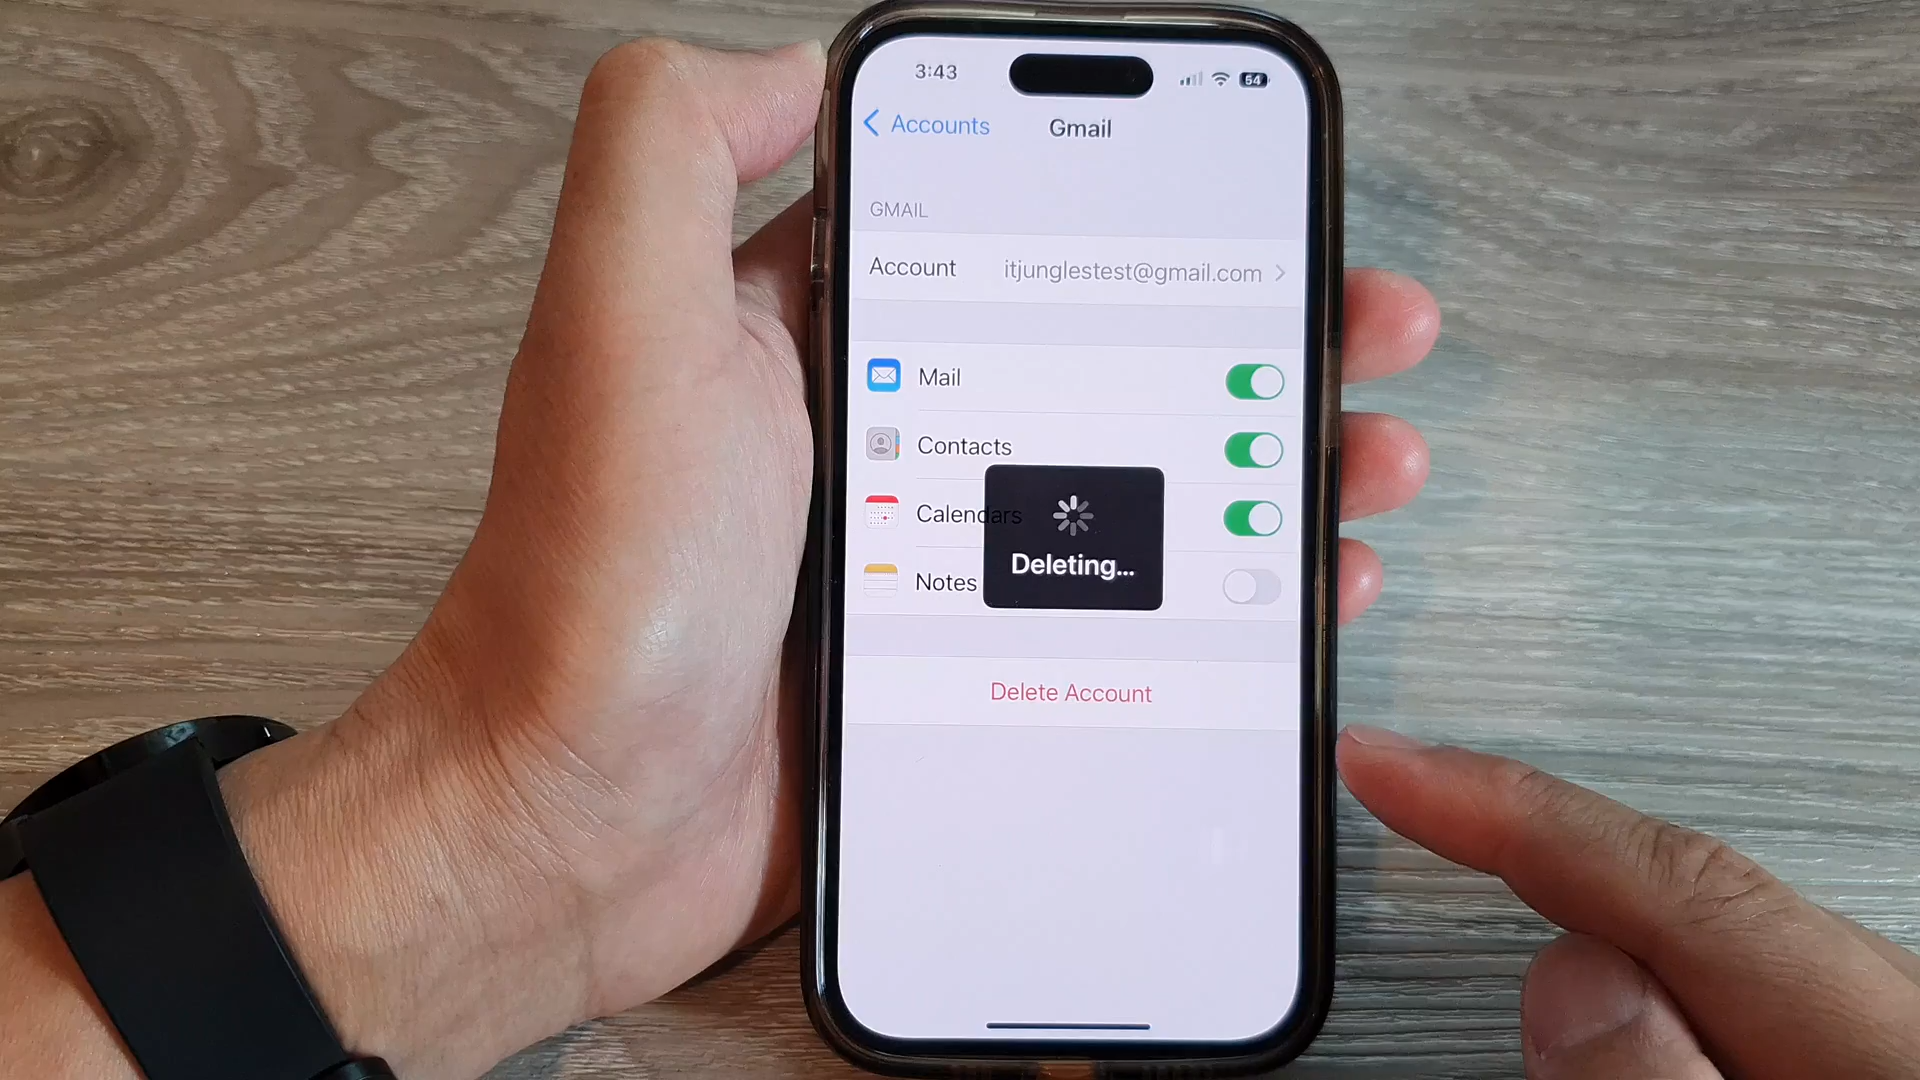 3:43
54
Accounts
Gmail
GMAIL
Account itjunglestest@gmail.com
Mail
Contacts
Calendars
Deleting...
Notes
Delete Account